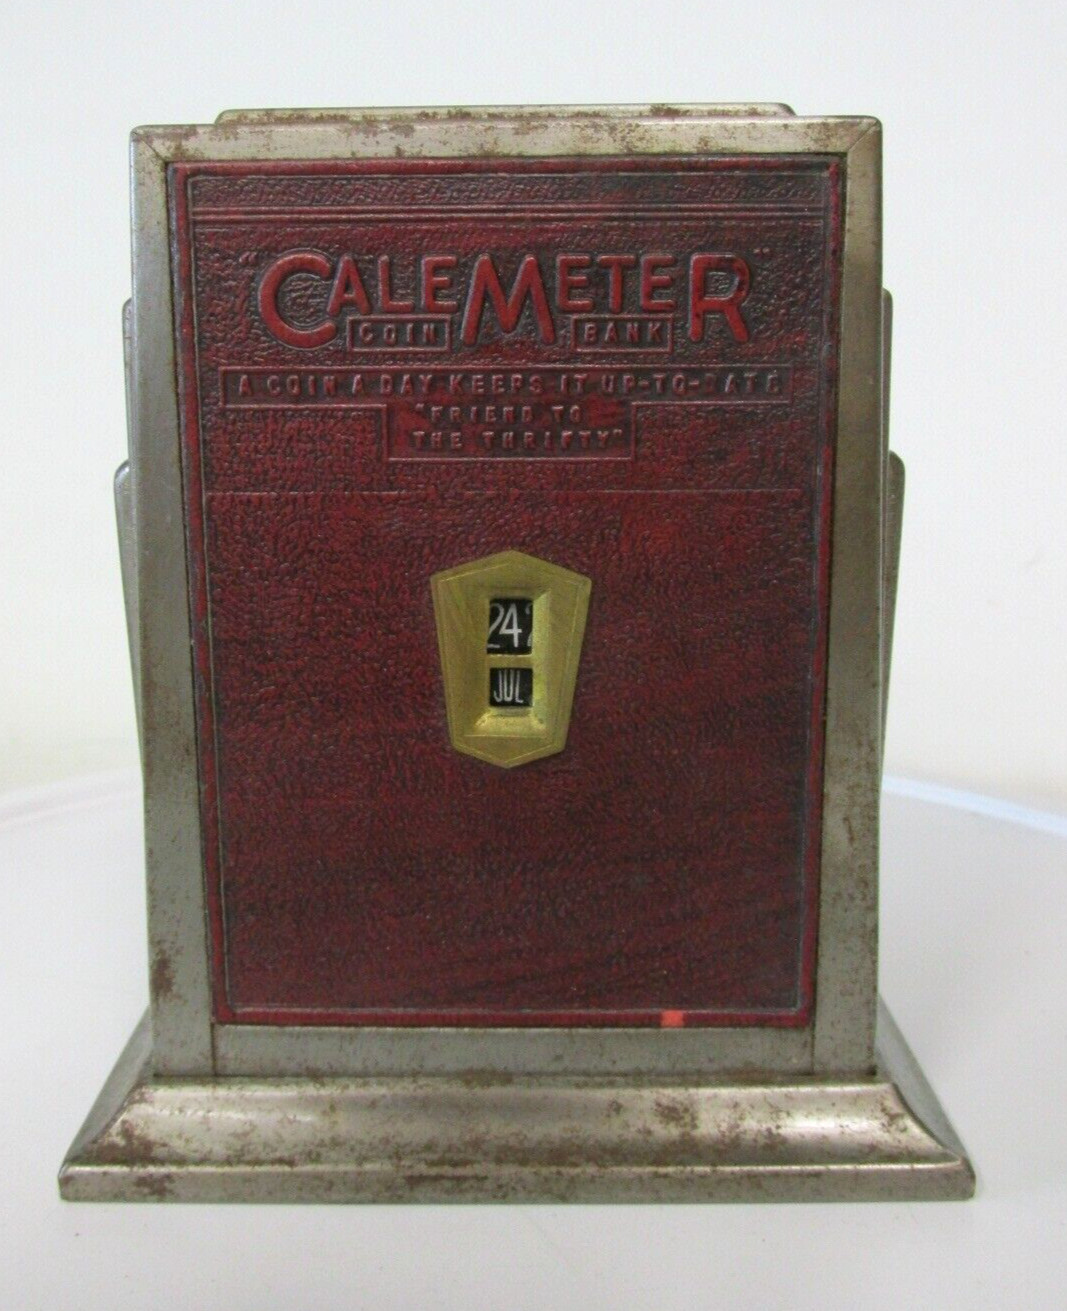 "CALEMETER"
COIN BANK
A COIN A DAY KEEPS IT UP-TO-DATE
"FRIEND TO
THE THRIFTY"
24
JUL